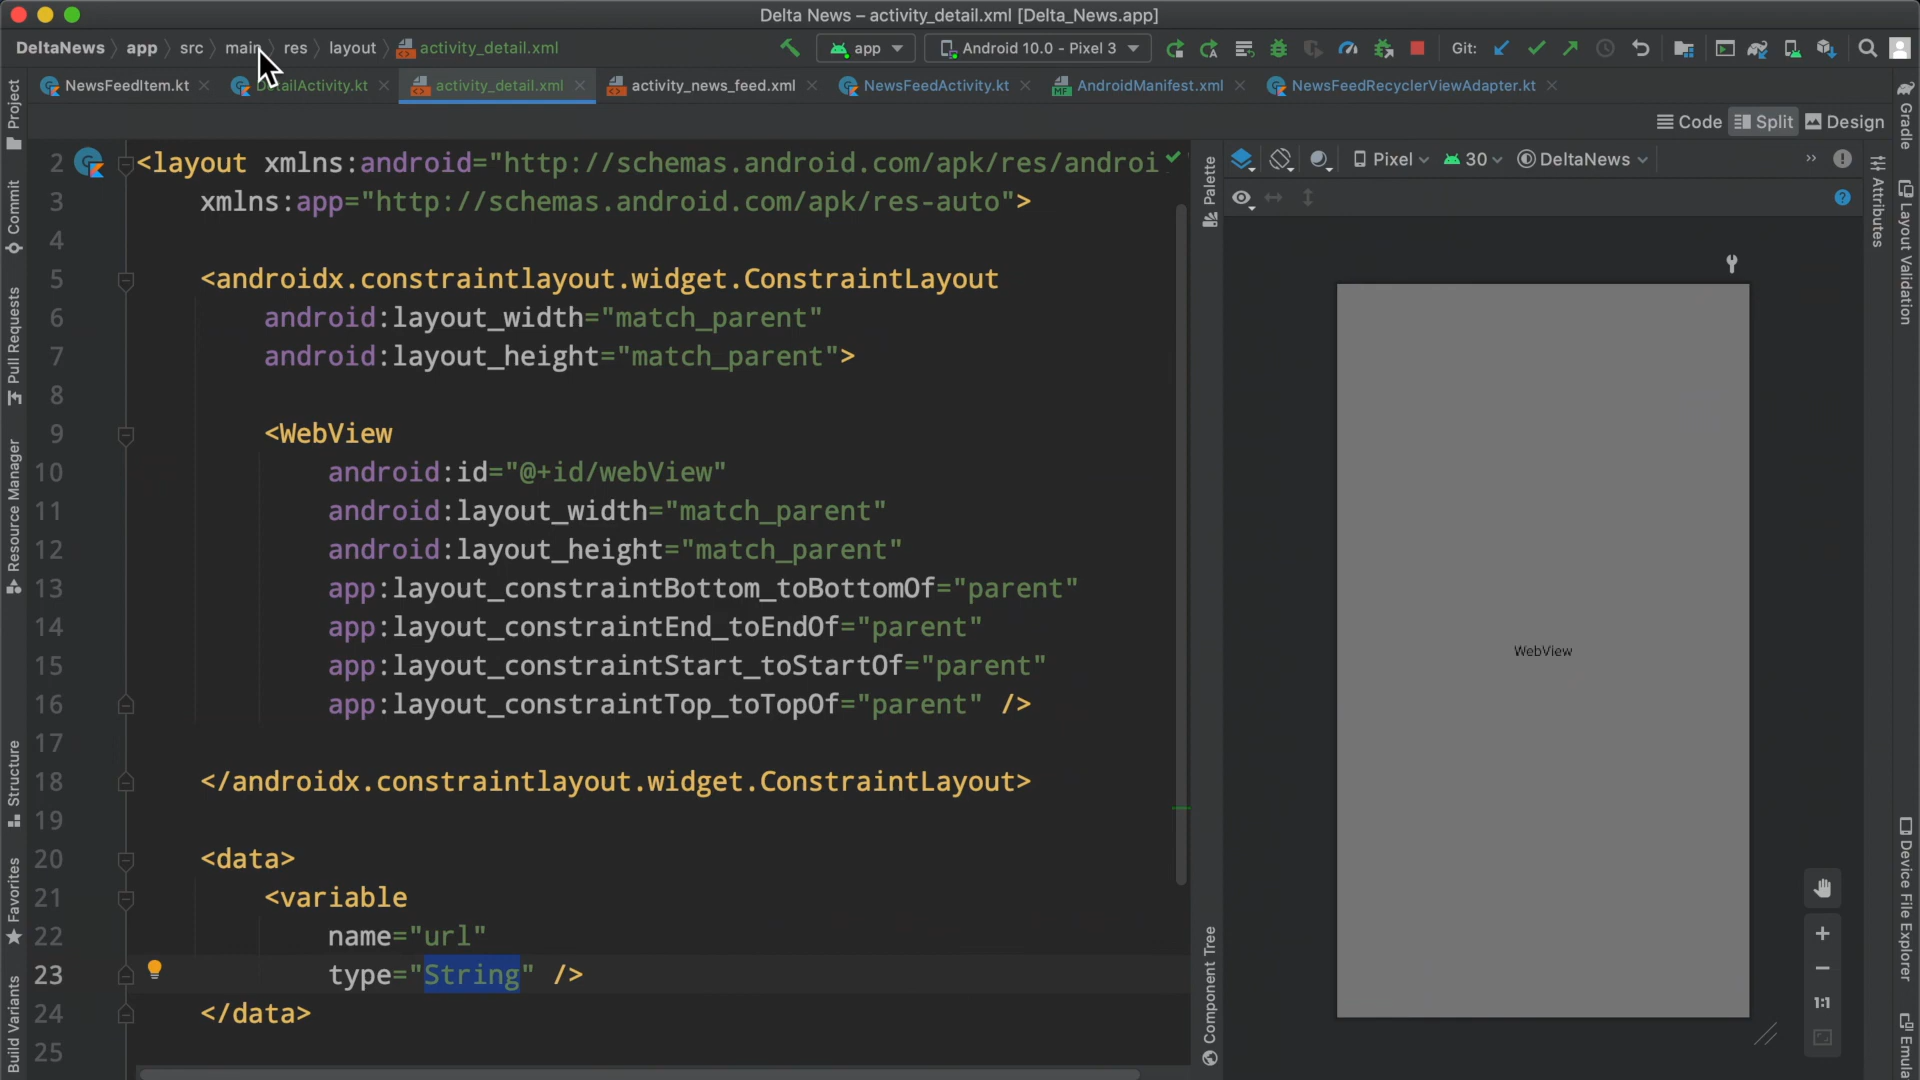 Delta News – activity_detail.xml [Delta_News.app]
DeltaNews app src main res layout activity_detail.xml
app Android 10.0 - Pixel 3 Git:
NewsFeedItem.kt DetailActivity.kt activity_detail.xml activity_news_feed.xml NewsFeedActivity.kt AndroidManifest.xml NewsFeedRecyclerViewAdapter.kt
Code Split Design
Pixel 30 DeltaNews
2 <layout xmlns:android="http://schemas.android.com/apk/res/androi
3 xmlns:app="http://schemas.android.com/apk/res-auto">
4
5 <androidx.constraintlayout.widget.ConstraintLayout
6 android:layout_width="match_parent"
7 android:layout_height="match_parent">
8
9 <WebView
10 android:id="@+id/webView"
11 android:layout_width="match_parent"
12 android:layout_height="match_parent"
13 app:layout_constraintBottom_toBottomOf="parent"
14 app:layout_constraintEnd_toEndOf="parent"
15 app:layout_constraintStart_toStartOf="parent"
16 app:layout_constraintTop_toTopOf="parent" />
17
18 </androidx.constraintlayout.widget.ConstraintLayout>
19
20 <data>
21 <variable
22 name="url"
23 type="String" />
24 </data>
25
WebView
1:1
Project
Commit
Pull Requests
Resource Manager
Structure
Favorites
Build Variants
Palette
Component Tree
Attributes
Gradle
Layout Validation
Device File Explorer
Emula